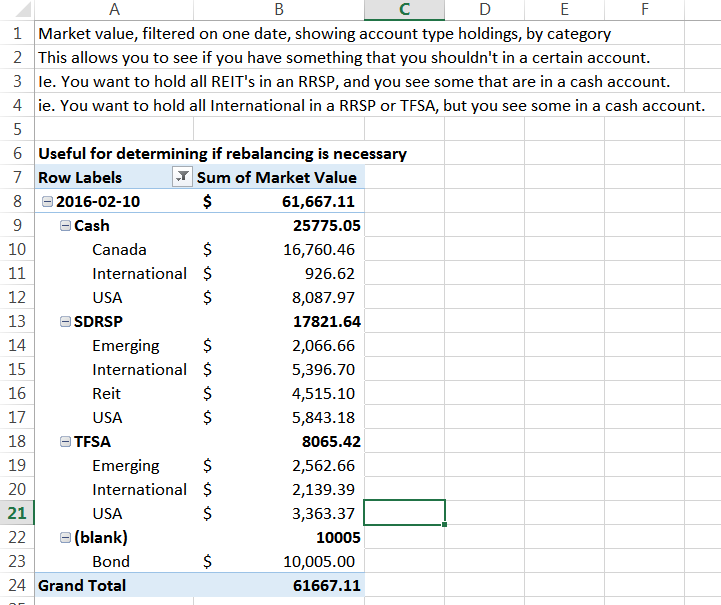 A B C D E F
1 Market value, filtered on one date, showing account type holdings, by category
2 This allows you to see if you have something that you shouldn't in a certain account.
3 Ie. You want to hold all REIT's in an RRSP, and you see some that are in a cash account.
4 ie. You want to hold all International in a RRSP or TFSA, but you see some in a cash account.
5
6 Useful for determining if rebalancing is necessary
7 Row Labels Sum of Market Value
8 2016-02-10 $ 61,667.11
9 Cash 25775.05
10 Canada $ 16,760.46
11 International $ 926.62
12 USA $ 8,087.97
13 SDRSP 17821.64
14 Emerging $ 2,066.66
15 International $ 5,396.70
16 Reit $ 4,515.10
17 USA $ 5,843.18
18 TFSA 8065.42
19 Emerging $ 2,562.66
20 International $ 2,139.39
21 USA $ 3,363.37
22 (blank) 10005
23 Bond $ 10,005.00
24 Grand Total 61667.11